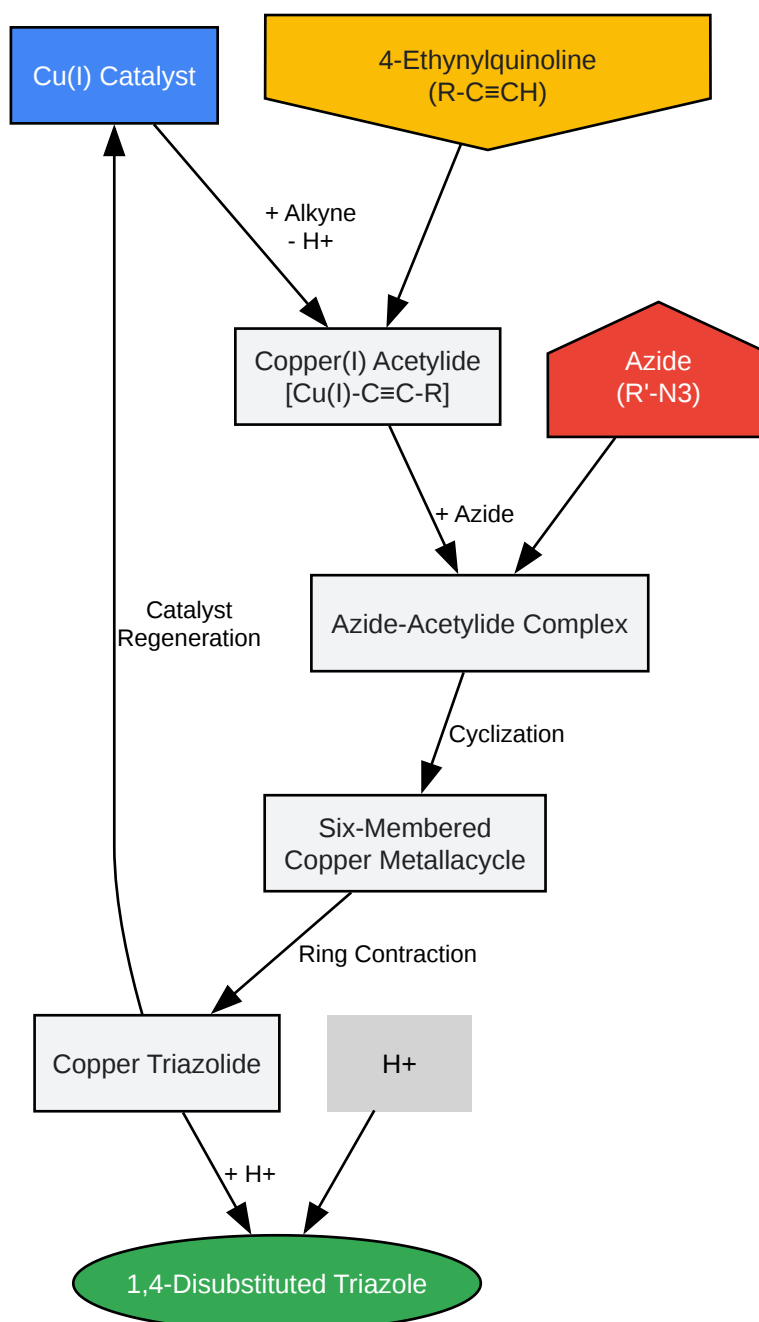 Cu(I) Catalyst
4-Ethynylquinoline
(R-C≡CH)
+ Alkyne
- H+
Copper(I) Acetylide
[Cu(I)-C≡C-R]
Azide
(R'-N3)
+ Azide
Catalyst
Regeneration
Azide-Acetylide Complex
Cyclization
Six-Membered
Copper Metallacycle
Ring Contraction
Copper Triazolide
H+
+ H+
1,4-Disubstituted Triazole